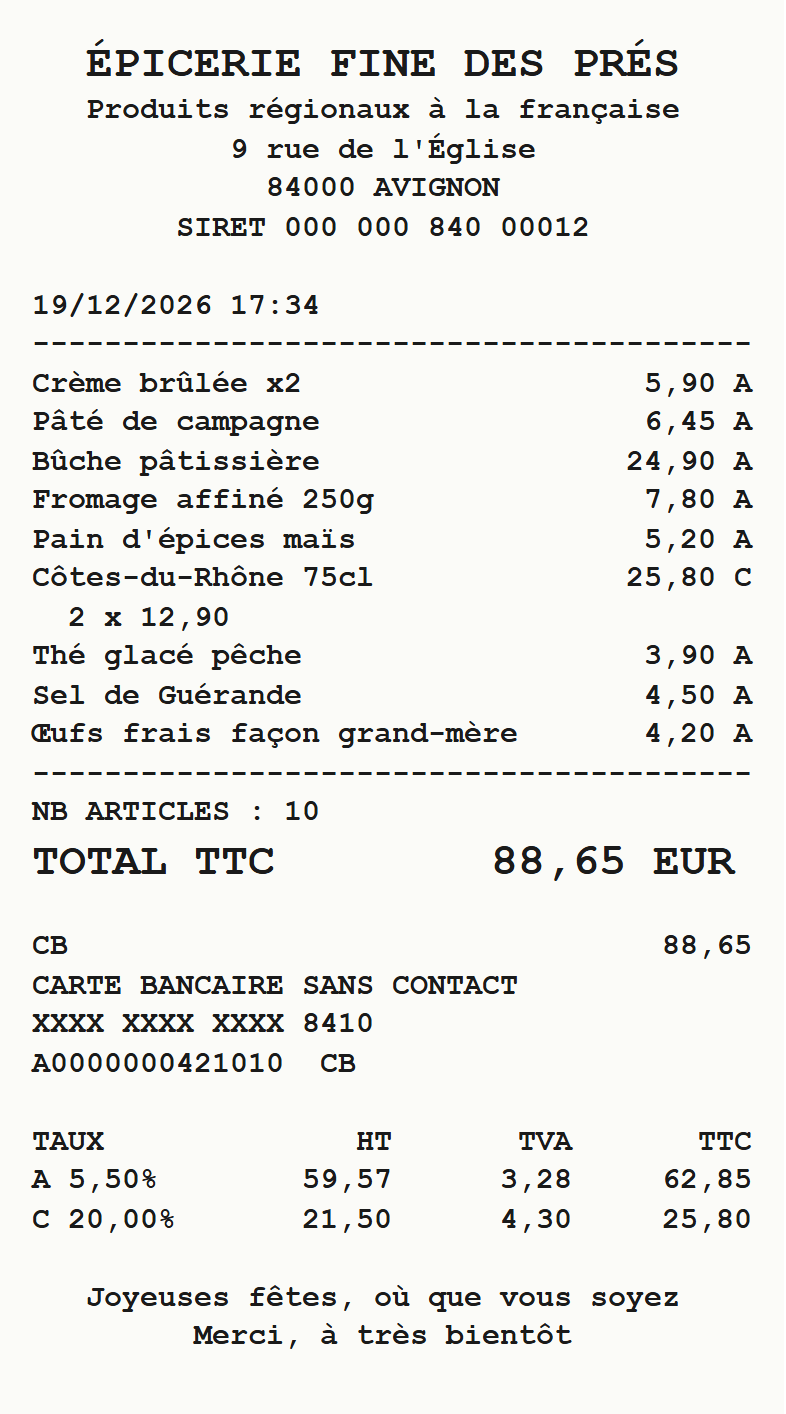 ÉPICERIE FINE DES PRÉS
Produits régionaux à la française
9 rue de l'Église
84000 AVIGNON
SIRET 000 000 840 00012
19/12/2026 17:34
----------------------------------------
Crème brûlée x2 5,90 A
Pâté de campagne 6,45 A
Bûche pâtissière 24,90 A
Fromage affiné 250g 7,80 A
Pain d'épices maïs 5,20 A
Côtes-du-Rhône 75cl 25,80 C
2 x 12,90
Thé glacé pêche 3,90 A
Sel de Guérande 4,50 A
Œufs frais façon grand-mère 4,20 A
----------------------------------------
NB ARTICLES : 10
TOTAL TTC 88,65 EUR
CB 88,65
CARTE BANCAIRE SANS CONTACT
XXXX XXXX XXXX 8410
A0000000421010 CB
TAUX HT TVA TTC
A 5,50% 59,57 3,28 62,85
C 20,00% 21,50 4,30 25,80
Joyeuses fêtes, où que vous soyez
Merci, à très bientôt